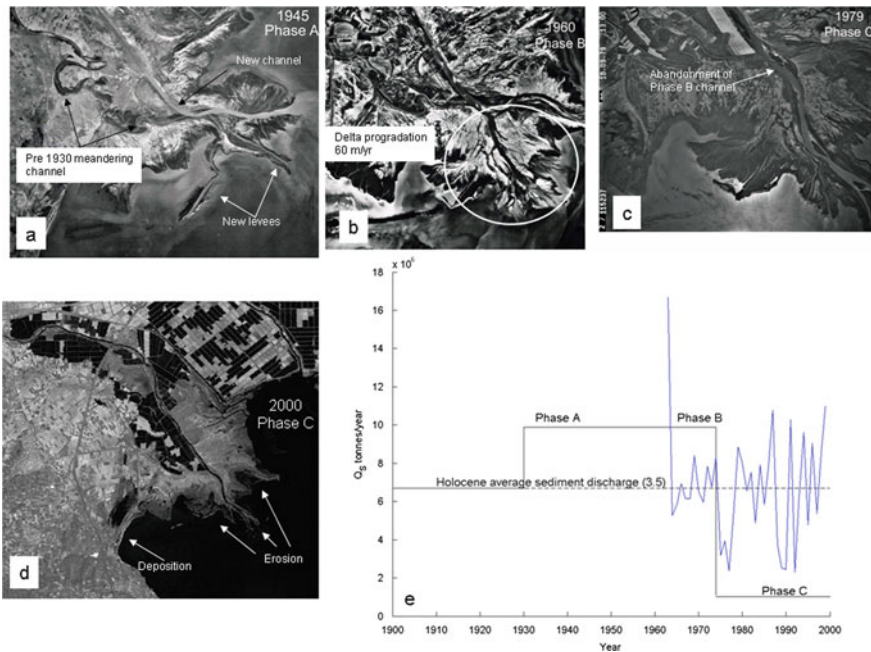 1945
Phase A
New channel
Pre 1930 meandering
channel
New levees
a
1960
Phase B
Delta progradation
60 m/yr
b
1979
Phase C
Abandonment of
Phase B channel
c
2000
Phase C
Deposition
Erosion
d
x 10⁶
18
16
14
12
10
8
6
4
2
0
Qs tonnes/year
Phase A
Phase B
Holocene average sediment discharge (3.5)
Phase C
e
1900 1910 1920 1930 1940 1950 1960 1970 1980 1990 2000
Year